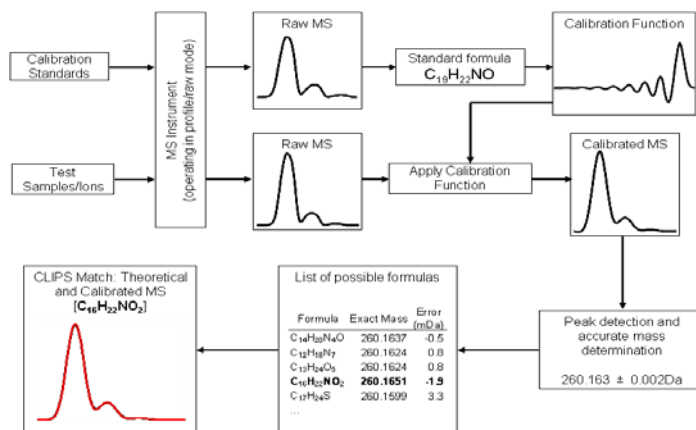 Calibration
Standards
MS Instrument
(operating in profile/raw mode)
Raw MS
Standard formula
C₁₉H₂₂NO
Calibration Function
Test
Samples/Ions
Raw MS
Apply Calibration
Function
Calibrated MS
CLIPS Match: Theoretical
and Calibrated MS
[C₁₆H₂₂NO₂]
List of possible formulas
Formula Exact Mass Error
(mDa)
C₁₄H₂₀N₄O 260.1637 -0.5
C₁₂H₁₈N₇ 260.1624 0.8
C₁₃H₂₄O₅ 260.1624 0.8
C₁₆H₂₂NO₂ 260.1651 -1.9
C₁₇H₂₄S 260.1599 3.3
...
Peak detection and
accurate mass
determination
260.163 ± 0.002Da